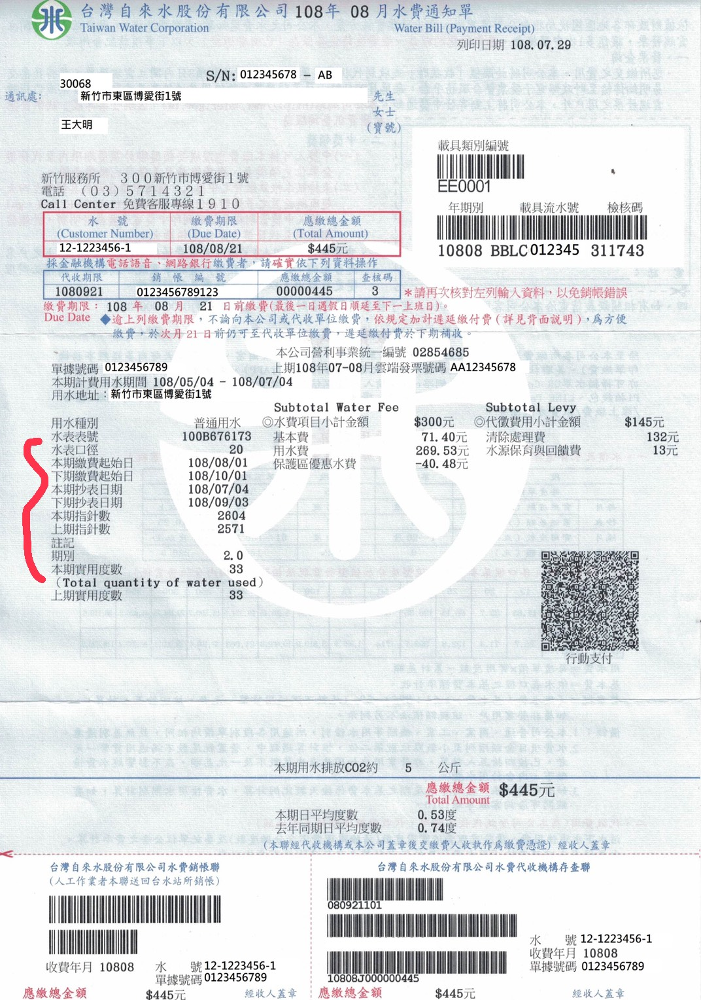 台灣自來水股份有限公司 108年 08 月水費通知單
Taiwan Water Corporation
Water Bill (Payment Receipt)
列印日期 108.07.29
S/N: 012345678 - AB
30068
通訊處: 新竹市東區博愛街1號
先生
女士
(寶號)
王大明
載具類別編號
EE0001
年期別 載具流水號 檢核碼
10808 BBLC 012345 311743
新竹服務所 300新竹市博愛街1號
電話 (03)5714321
Call Center 免費客服專線1910
水 號 繳費期限 應繳總金額
(Customer Number) (Due Date) (Total Amount)
12-1223456-1 108/08/21 $445元
採金融機構電話語音、網路銀行繳費者，請確實依下列資料操作
代收期限 銷 帳 編 號 應繳總金額 查核碼
1080921 0123456789123 00000445 3
＊請再次核對左列輸入資料，以免銷帳錯誤
繳費期限： 108 年 08 月 21 日前繳費(最後一日遇假日順延至下一上班日)。
Due Date ◆逾上列繳費期限，不論向本公司或代收單位繳費，依規定加計遲延繳付費(詳見背面說明)，為方便
繳費，於次月21日前仍可至代收單位繳費，遲延繳付費於下期補收。
本公司營利事業統一編號 02854685
單據號碼 0123456789
上期108年07-08月雲端發票號碼 AA12345678
本期計費用水期間 108/05/04 - 108/07/04
用水地址：新竹市東區博愛街1號
Subtotal Water Fee Subtotal Levy
用水種別 普通用水 ◎水費項目小計金額 $300元 ◎代徵費用小計金額 $145元
水表表號 100B676173 基本費 71.40元 清除處理費 132元
水表口徑 20 用水費 269.53元 水源保育與回饋費 13元
本期繳費起始日 108/08/01 保護區優惠水費 -40.48元
下期繳費起始日 108/10/01
本期抄表日期 108/07/04
下期抄表日期 108/09/03
本期指針數 2604
上期指針數 2571
註記
期別 2.0
本期實用度數 33
(Total quantity of water used)
上期實用度數 33
行動支付
本期用水排放CO2約 5 公斤
應繳總金額 $445元
Total Amount
本期日平均度數 0.53度
去年同期日平均度數 0.74度
(本聯經代收機構或本公司蓋章後交繳費人收執作為繳費憑證) 經收人蓋章
台灣自來水股份有限公司水費銷帳聯
(人工作業者本聯送回台水站所銷帳)
收費年月 10808 水 號 12-1223456-1
單據號碼 0123456789
應繳總金額 $445元 經收人蓋章
台灣自來水股份有限公司水費代收機構存查聯
080921101
水 號 12-1223456-1
收費年月 10808
單據號碼 0123456789
10808J000000445
應繳總金額 $445元 經收人蓋章